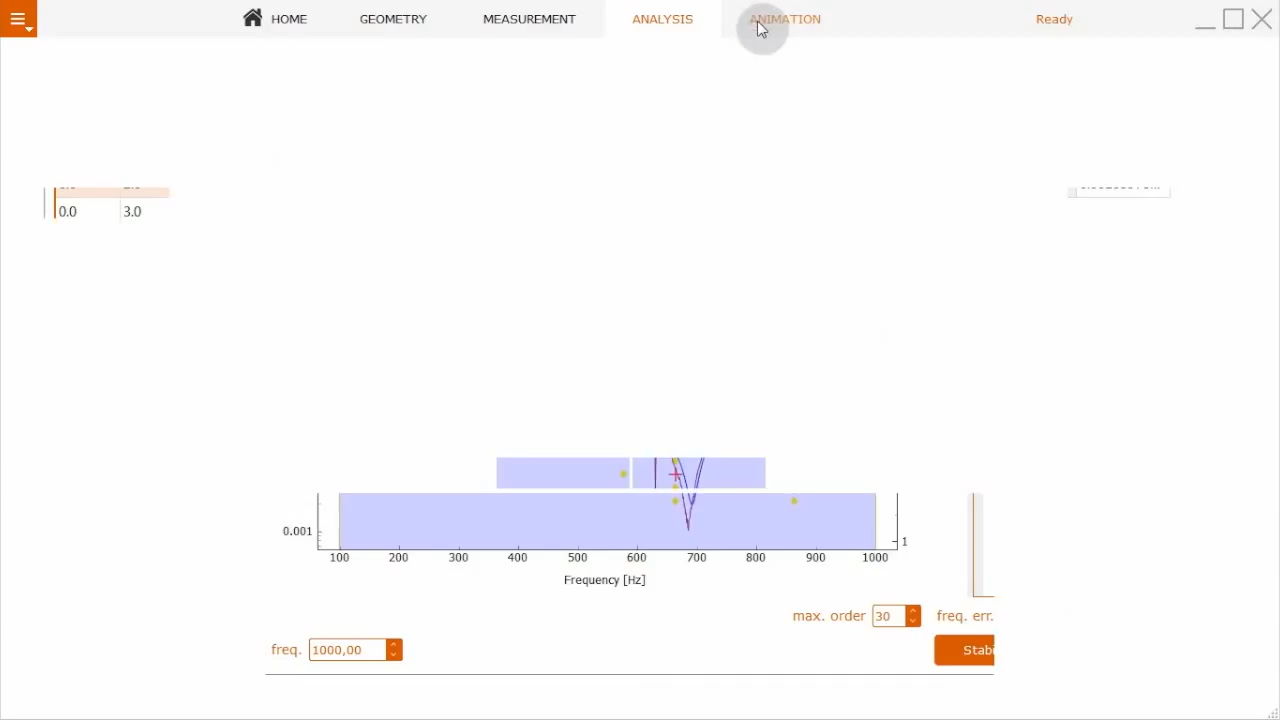 HOME GEOMETRY MEASUREMENT ANALYSIS ANIMATION Ready
0.0 3.0
0.001
1
100 200 300 400 500 600 700 800 900 1000
Frequency [Hz]
max. order 30 freq. err.
freq. 1000,00 Stabi